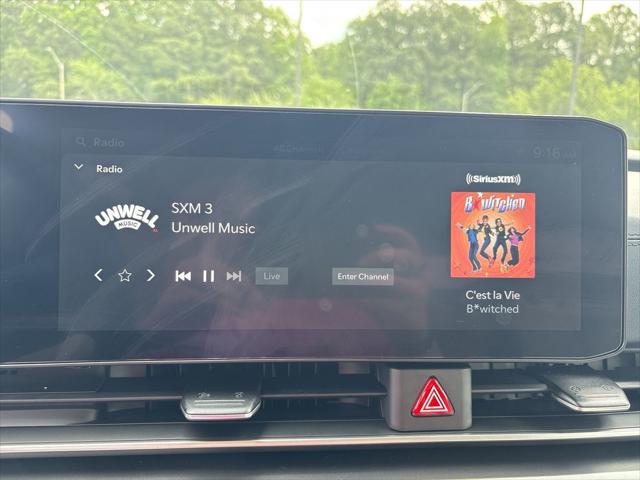 Radio
9:16
Radio
((SiriusXM))
UNWELL
MUSIC
SXM 3
Unwell Music
B*witched
Live
Enter Channel
C'est la Vie
B*witched